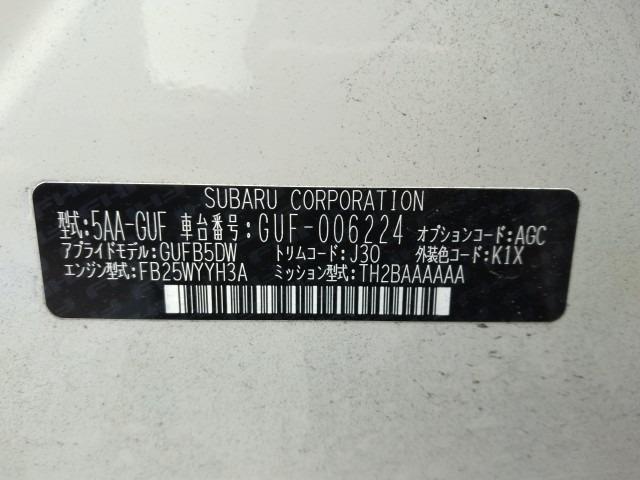 SUBARU CORPORATION
型式:5AA-GUF 車台番号:GUF-006224 オプションコード:AGC
アプライドモデル:GUFB5DW トリムコード:J30 外装色コード:K1X
エンジン型式:FB25WYYH3A ミッション型式:TH2BAAAAAA